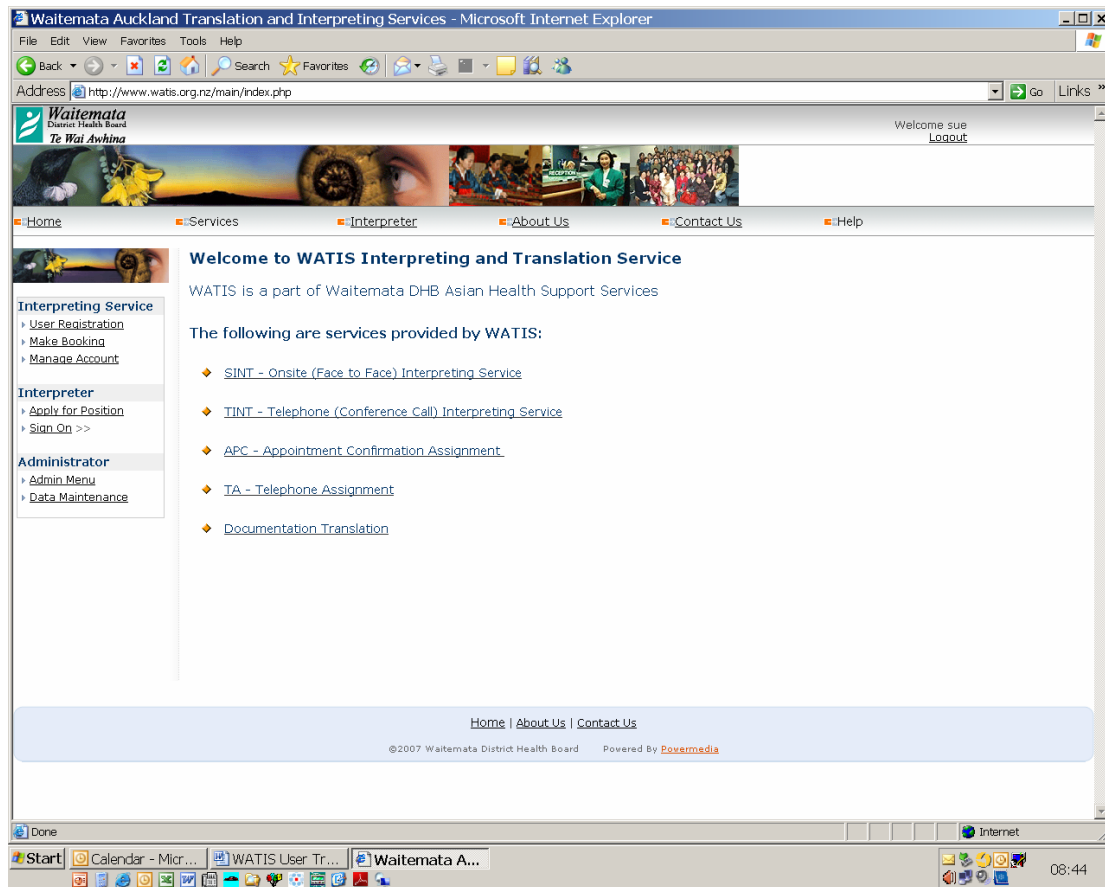 Waitemata Auckland Translation and Interpreting Services - Microsoft Internet Explorer
File Edit View Favorites Tools Help
Back Search Favorites
Address http://www.watis.org.nz/main/index.php Go Links »
Waitemata
District Health Board
Te Wai Awhina
Welcome sue
Logout
RECEPTION
Home Services Interpreter About Us Contact Us Help
Interpreting Service
User Registration
Make Booking
Manage Account
Interpreter
Apply for Position
Sign On >>
Administrator
Admin Menu
Data Maintenance
Welcome to WATIS Interpreting and Translation Service
WATIS is a part of Waitemata DHB Asian Health Support Services
The following are services provided by WATIS:
SINT - Onsite (Face to Face) Interpreting Service
TINT - Telephone (Conference Call) Interpreting Service
APC - Appointment Confirmation Assignment
TA - Telephone Assignment
Documentation Translation
Home | About Us | Contact Us
©2007 Waitemata District Health Board Powered By Povermedia
Done Internet
Start Calendar - Micr... WATIS User Tr... Waitemata A...
08:44